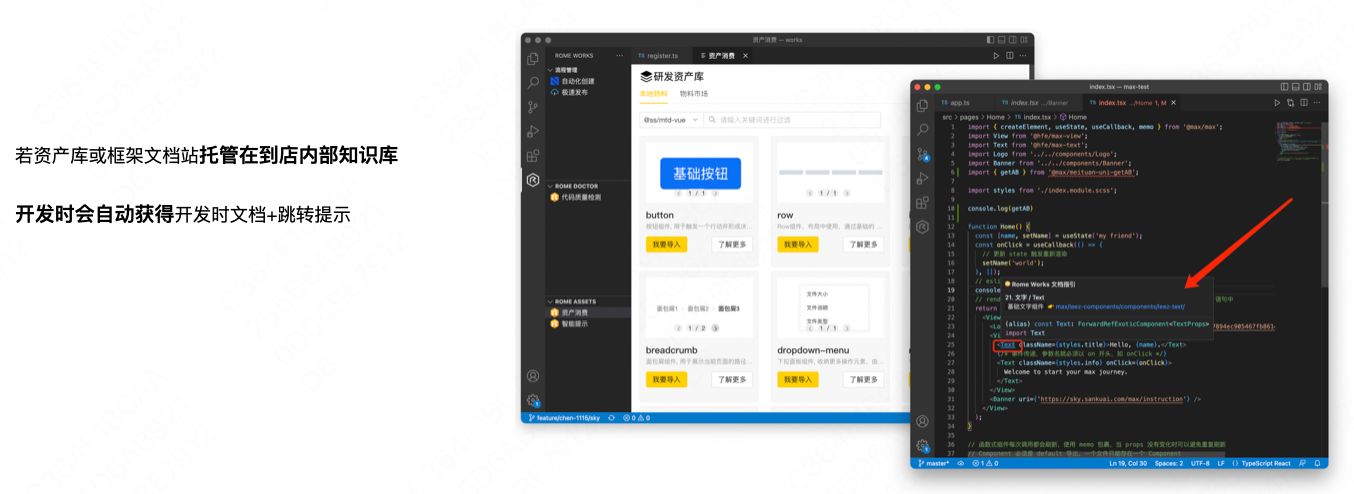 若资产库或框架文档站托管在到店内部知识库
开发时会自动获得开发时文档+跳转提示
资产消费 — works
ROME WORKS
流程管理
自动化创建
极速发布
ROME DOCTOR
代码质量检测
ROME ASSETS
资产消费
智能提示
TS register.ts
资产消费
研发资产库
本地物料 物料市场
@ss/mtd-vue
请输入关键词进行过滤
基础按钮
1 / 1
button
按钮组件, 用于触发一个行动并形成决...
我要导入 了解更多
1 / 1
row
Row组件，布局中使用，通过基础的 ...
我要导入 了解更多
面包屑1 面包屑2 面包屑3
1 / 2
breadcrumb
面包屑组件, 用于展示当前页面的路径...
我要导入 了解更多
文件大小
文件说明
文件类型
1 / 1
dropdown-menu
下拉面板组件, 收纳更多操作元素，由...
我要导入 了解更多
feature/chen-1115/sky 0 0
index.tsx — max-test
TS app.ts
TS index.tsx .../Banner
TS index.tsx .../Home 1, M
src > pages > Home > TS index.tsx > Home
1 import { createElement, useState, useCallback, memo } from '@max/max';
2 import View from '@hfe/max-view';
3 import Text from '@hfe/max-text';
4 import Logo from '../../components/Logo';
5 import Banner from '../../components/Banner';
6 import { getAB } from '@max/meituan-uni-getAB';
7
8 import styles from './index.module.scss';
9
10 console.log(getAB)
11
12 function Home() {
13 const [name, setName] = useState('my friend');
14 const onClick = useCallback(() => {
15 // 更新 state 触发重新渲染
16 setName('world');
17 }, []);
18 // esli
19 console
20 // rend 语句中
21 return
22 <View
23 <Lo 7894ec905467fb861
24 <Vi
Rome Works 文档指引
21. 文字 / Text
基础文字组件 👉 max/leez-components/components/leez-text/
(alias) const Text: ForwardRefExoticComponent<TextProps>
import Text
25 <Text className={styles.title}>Hello, {name}.</Text>
26 {/* 事件传递，参数名就必须以 on 开头，如 onClick */}
27 <Text className={styles.info} onClick={onClick}>
28 Welcome to start your max journey.
29 </Text>
30 </View>
31 <Banner uri={'https://sky.sankuai.com/max/instruction'} />
32 </View>
33 );
34 }
35
36 // 函数式组件每次调用都会刷新，使用 memo 包裹，当 props 没有变化时可以避免重复刷新
37 // Component 必须是 default 导出，一个文件只能存在一个 Component
master* 1 0 Ln 19, Col 30 Spaces: 2 UTF-8 LF {} TypeScript React